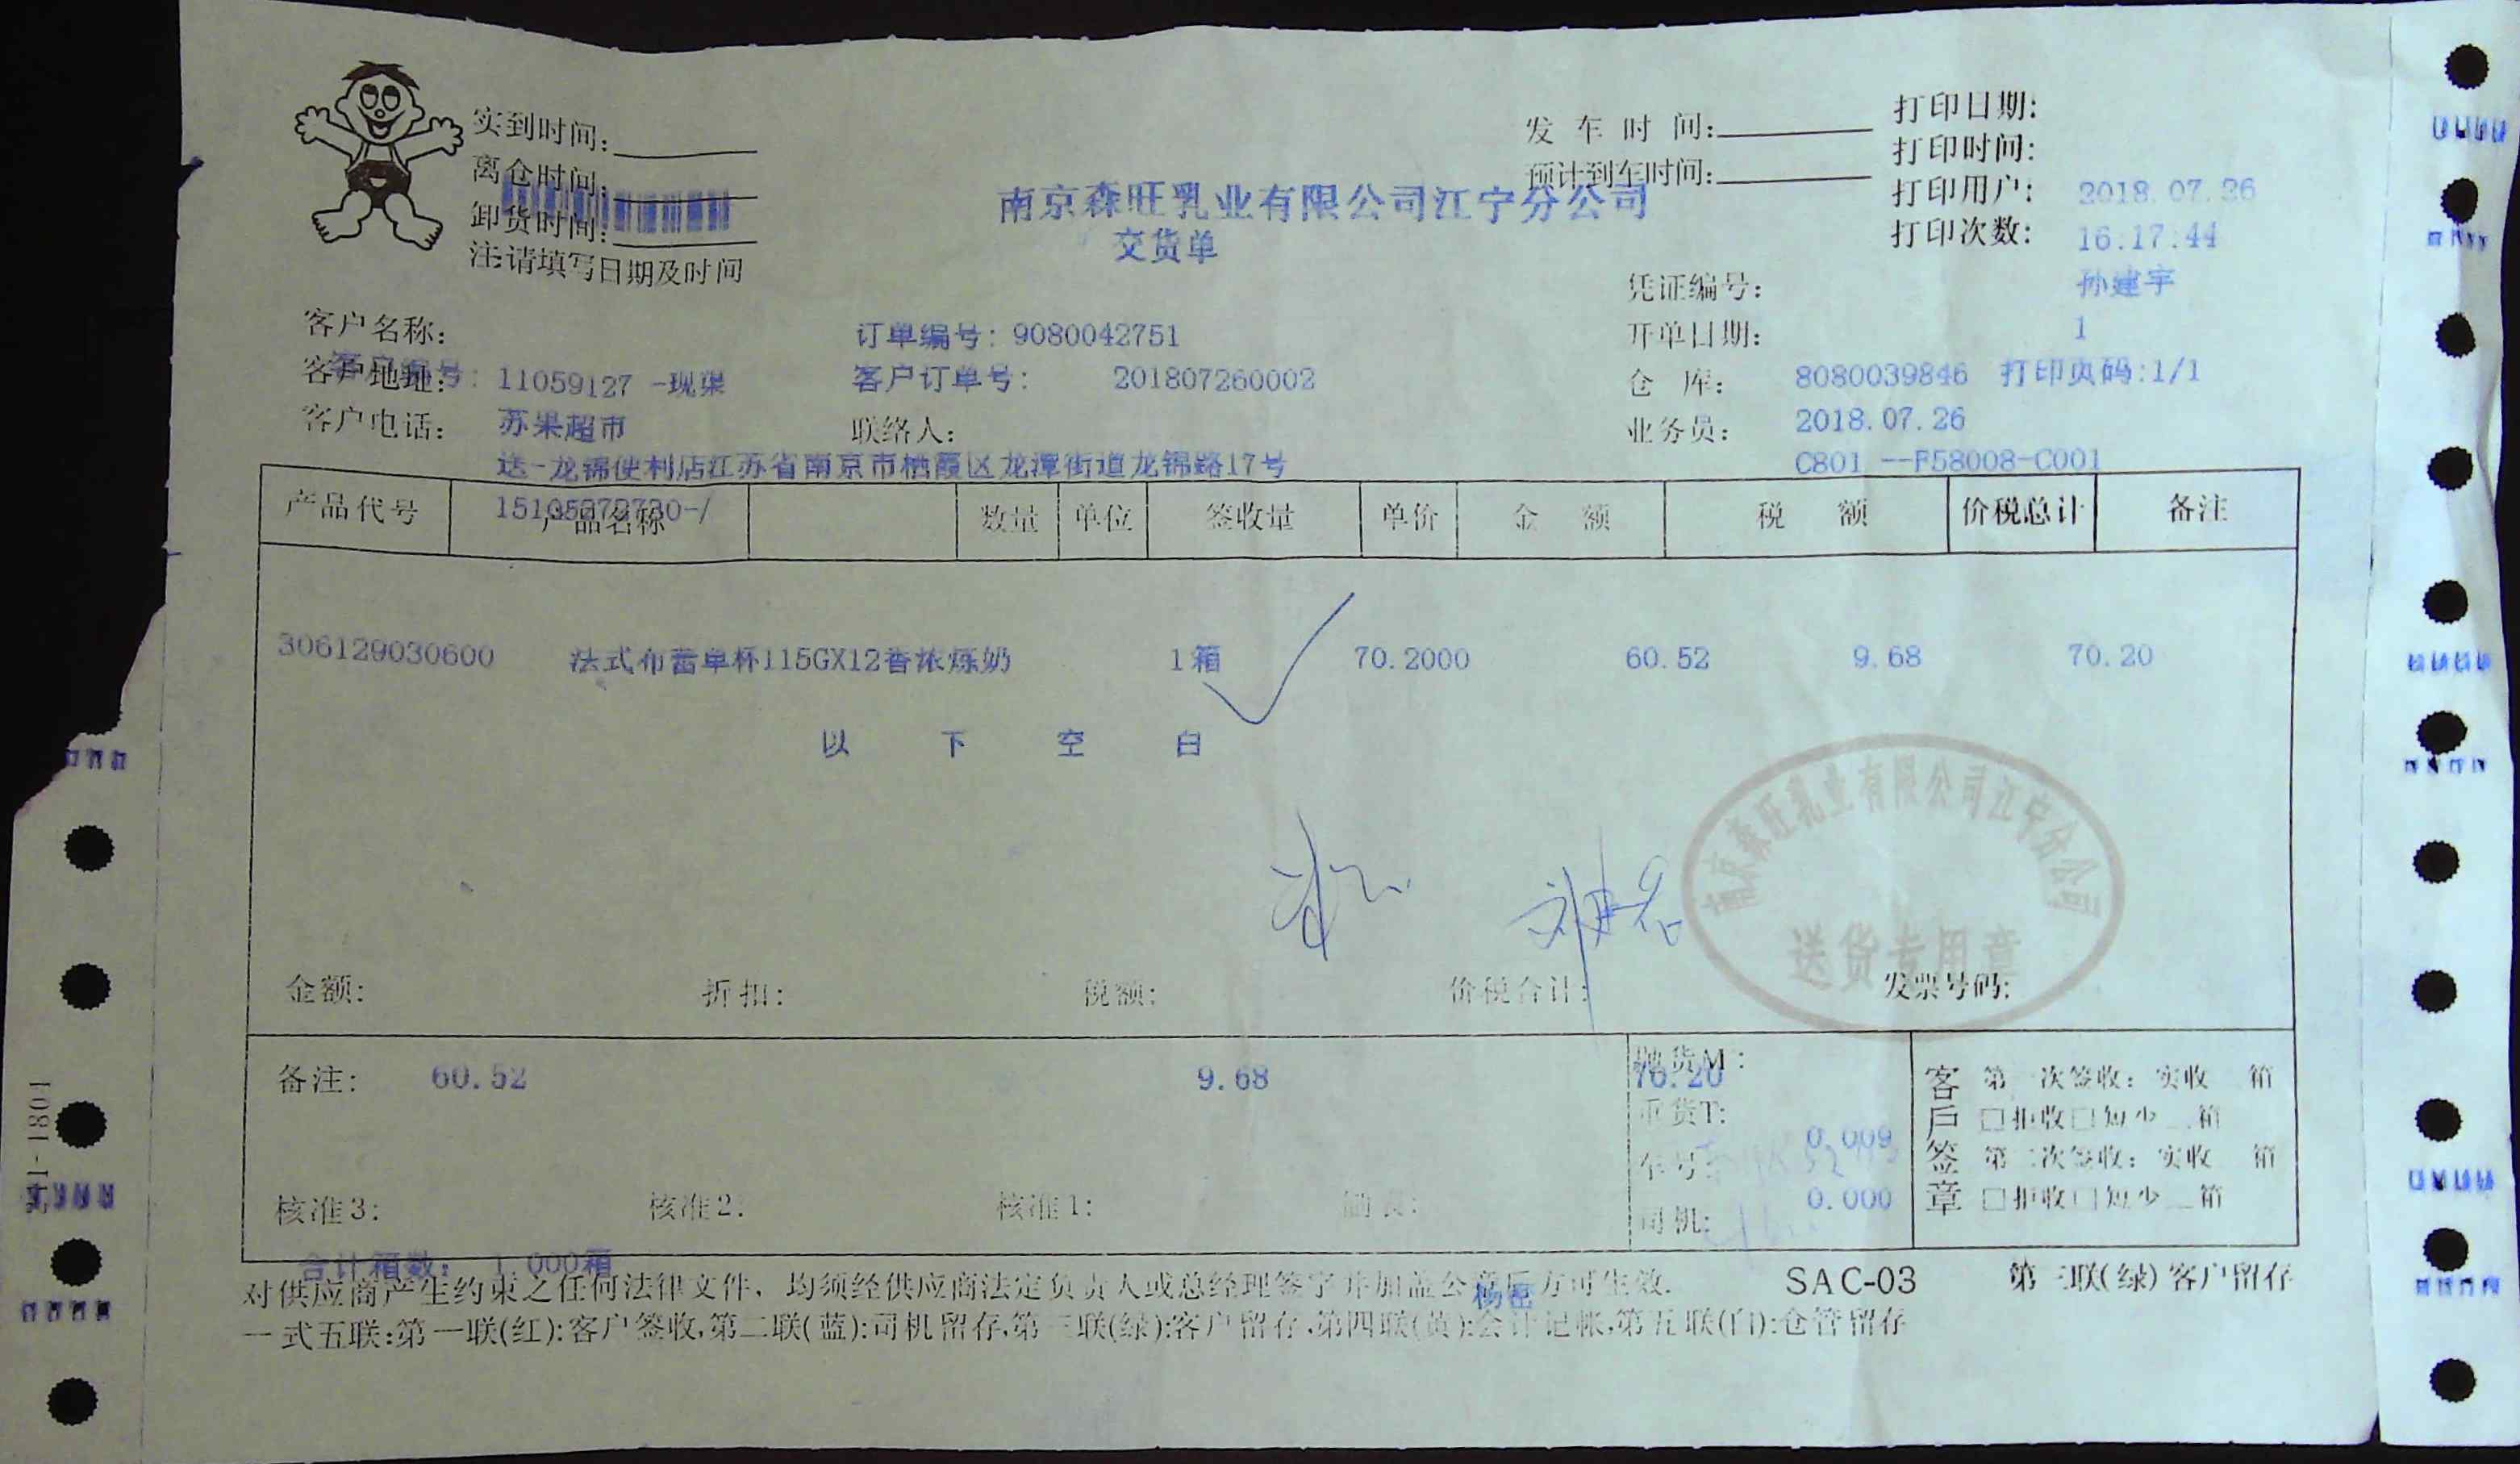 实到时间:
离仓时间:
卸货时间:
注:请填写日期及时间
南京森旺乳业有限公司江宁分公司
交货单
发车时间:
预计到车时间:
打印日期:
打印时间:
打印用户: 2018.07.26
打印次数: 16:17:44
孙建宇
1
凭证编号:
开单日期:
仓库: 8080039846 打印页码:1/1
业务员: 2018.07.26
C801 --F58008-C001
客户名称: 订单编号: 9080042751
客户地址: 客户编号: 11059127 -现渠 客户订单号: 201807260002
客户电话: 苏果超市 联络人:
送-龙锦便利店江苏省南京市栖霞区龙潭街道龙锦路17号
产品代号 产品名称 数量 单位 签收量 单价 金额 税额 价税总计 备注
306129030600 法式布蕾单杯115GX12香浓炼奶 1箱 70.2000 60.52 9.68 70.20
以下空白
南京森旺乳业有限公司江宁分公司
送货专用章
金额: 折扣: 税额: 价税合计: 发票号码:
备注: 60.52 9.68 70.20
抛货M:
重货T: 0.009
车号:
0.000
司机:
核准3: 核准2: 核准1:
客户签章
第一次签收: 实收 箱
□拒收□短少__箱
第二次签收: 实收 箱
□拒收□短少__箱
合计箱数: 1.000箱
对供应商产生约束之任何法律文件, 均须经供应商法定负责人或总经理签字并加盖公章后方可生效. SAC-03 第三联(绿)客户留存
一式五联:第一联(红):客户签收,第二联(蓝):司机留存,第三联(绿):客户留存,第四联(黄):会计记帐,第五联(白):仓管留存